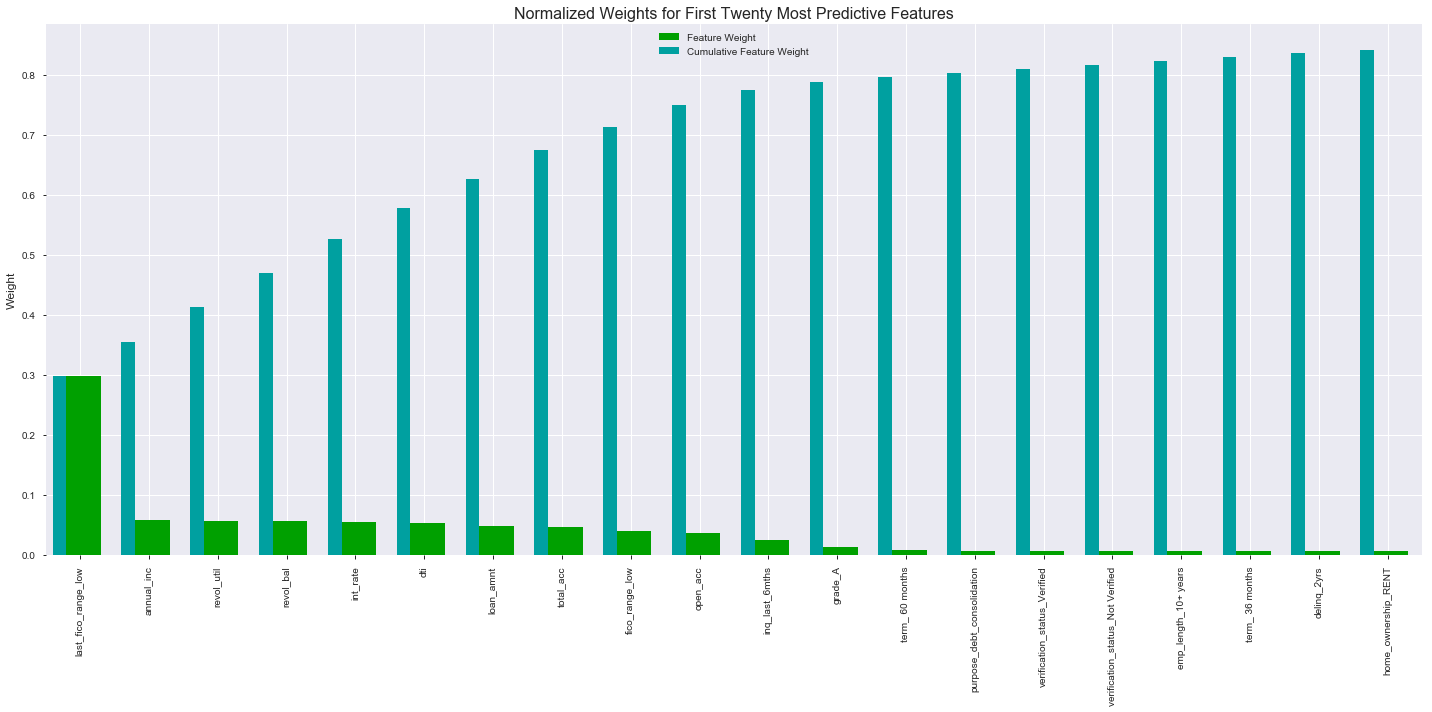 Normalized Weights for First Twenty Most Predictive Features
Feature Weight
Cumulative Feature Weight
Weight
0.8
0.7
0.6
0.5
0.4
0.3
0.2
0.1
0.0
last_fico_range_low
annual_inc
revol_util
revol_bal
int_rate
dti
loan_amnt
total_acc
fico_range_low
open_acc
inq_last_6mths
grade_A
term_ 60 months
purpose_debt_consolidation
verification_status_Verified
verification_status_Not Verified
emp_length_10+ years
term_ 36 months
delinq_2yrs
home_ownership_RENT